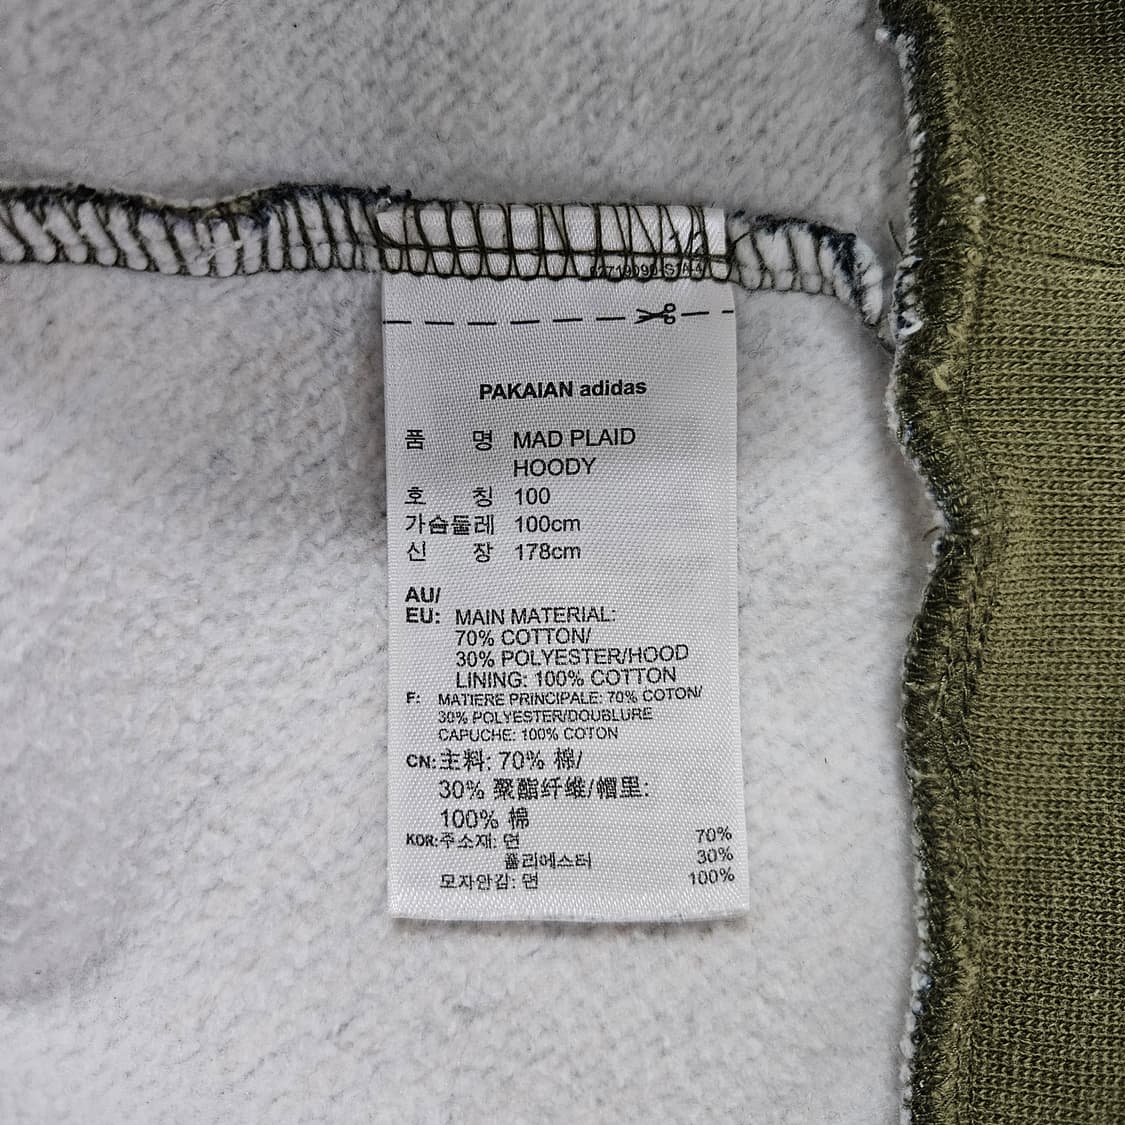 PAKAIAN adidas
품 명 MAD PLAID
HOODY
호 칭 100
가슴둘레 100cm
신 장 178cm
AU/
EU: MAIN MATERIAL:
70% COTTON/
30% POLYESTER/HOOD
LINING: 100% COTTON
F: MATIERE PRINCIPALE: 70% COTON/
30% POLYESTER/DOUBLURE
CAPUCHE: 100% COTON
CN:主料: 70% 棉/
30% 聚酯纤维/帽里:
100% 棉
KOR:주소재: 면 70%
폴리에스터 30%
모자안감: 면 100%